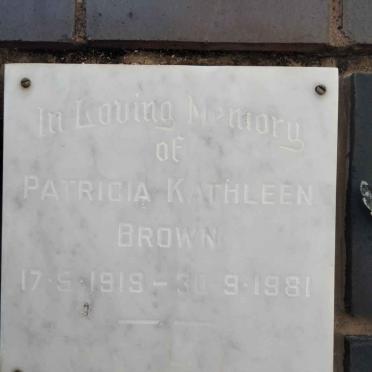 In Loving Memory
of
PATRICIA KATHLEEN
BROWN
17·5·1919 – 30·9·1981